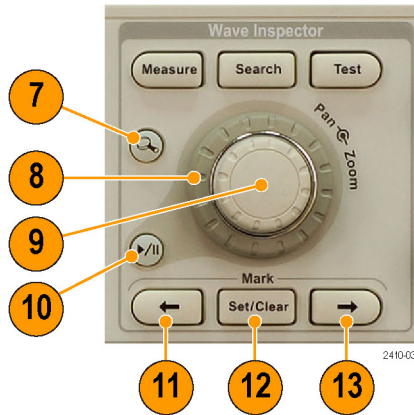 Wave Inspector
Measure Search Test
7
Pan Zoom
8
9
▶/II
10
Mark
← Set/Clear →
11 12 13
2410-03